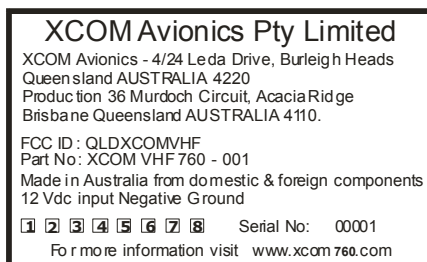 XCOM Avionics Pty Limited
XCOM Avionics - 4/24 Leda Drive, Burleigh Heads
Queensland AUSTRALIA 4220
Production 36 Murdoch Circuit, Acacia Ridge
Brisbane Queensland AUSTRALIA 4110.
FCC ID : QLDXCOMVHF
Part No: XCOM VHF 760 - 001
Made in Australia from domestic & foreign components
12 Vdc input Negative Ground
1 2 3 4 5 6 7 8 Serial No: 00001
For more information visit www.xcom760.com